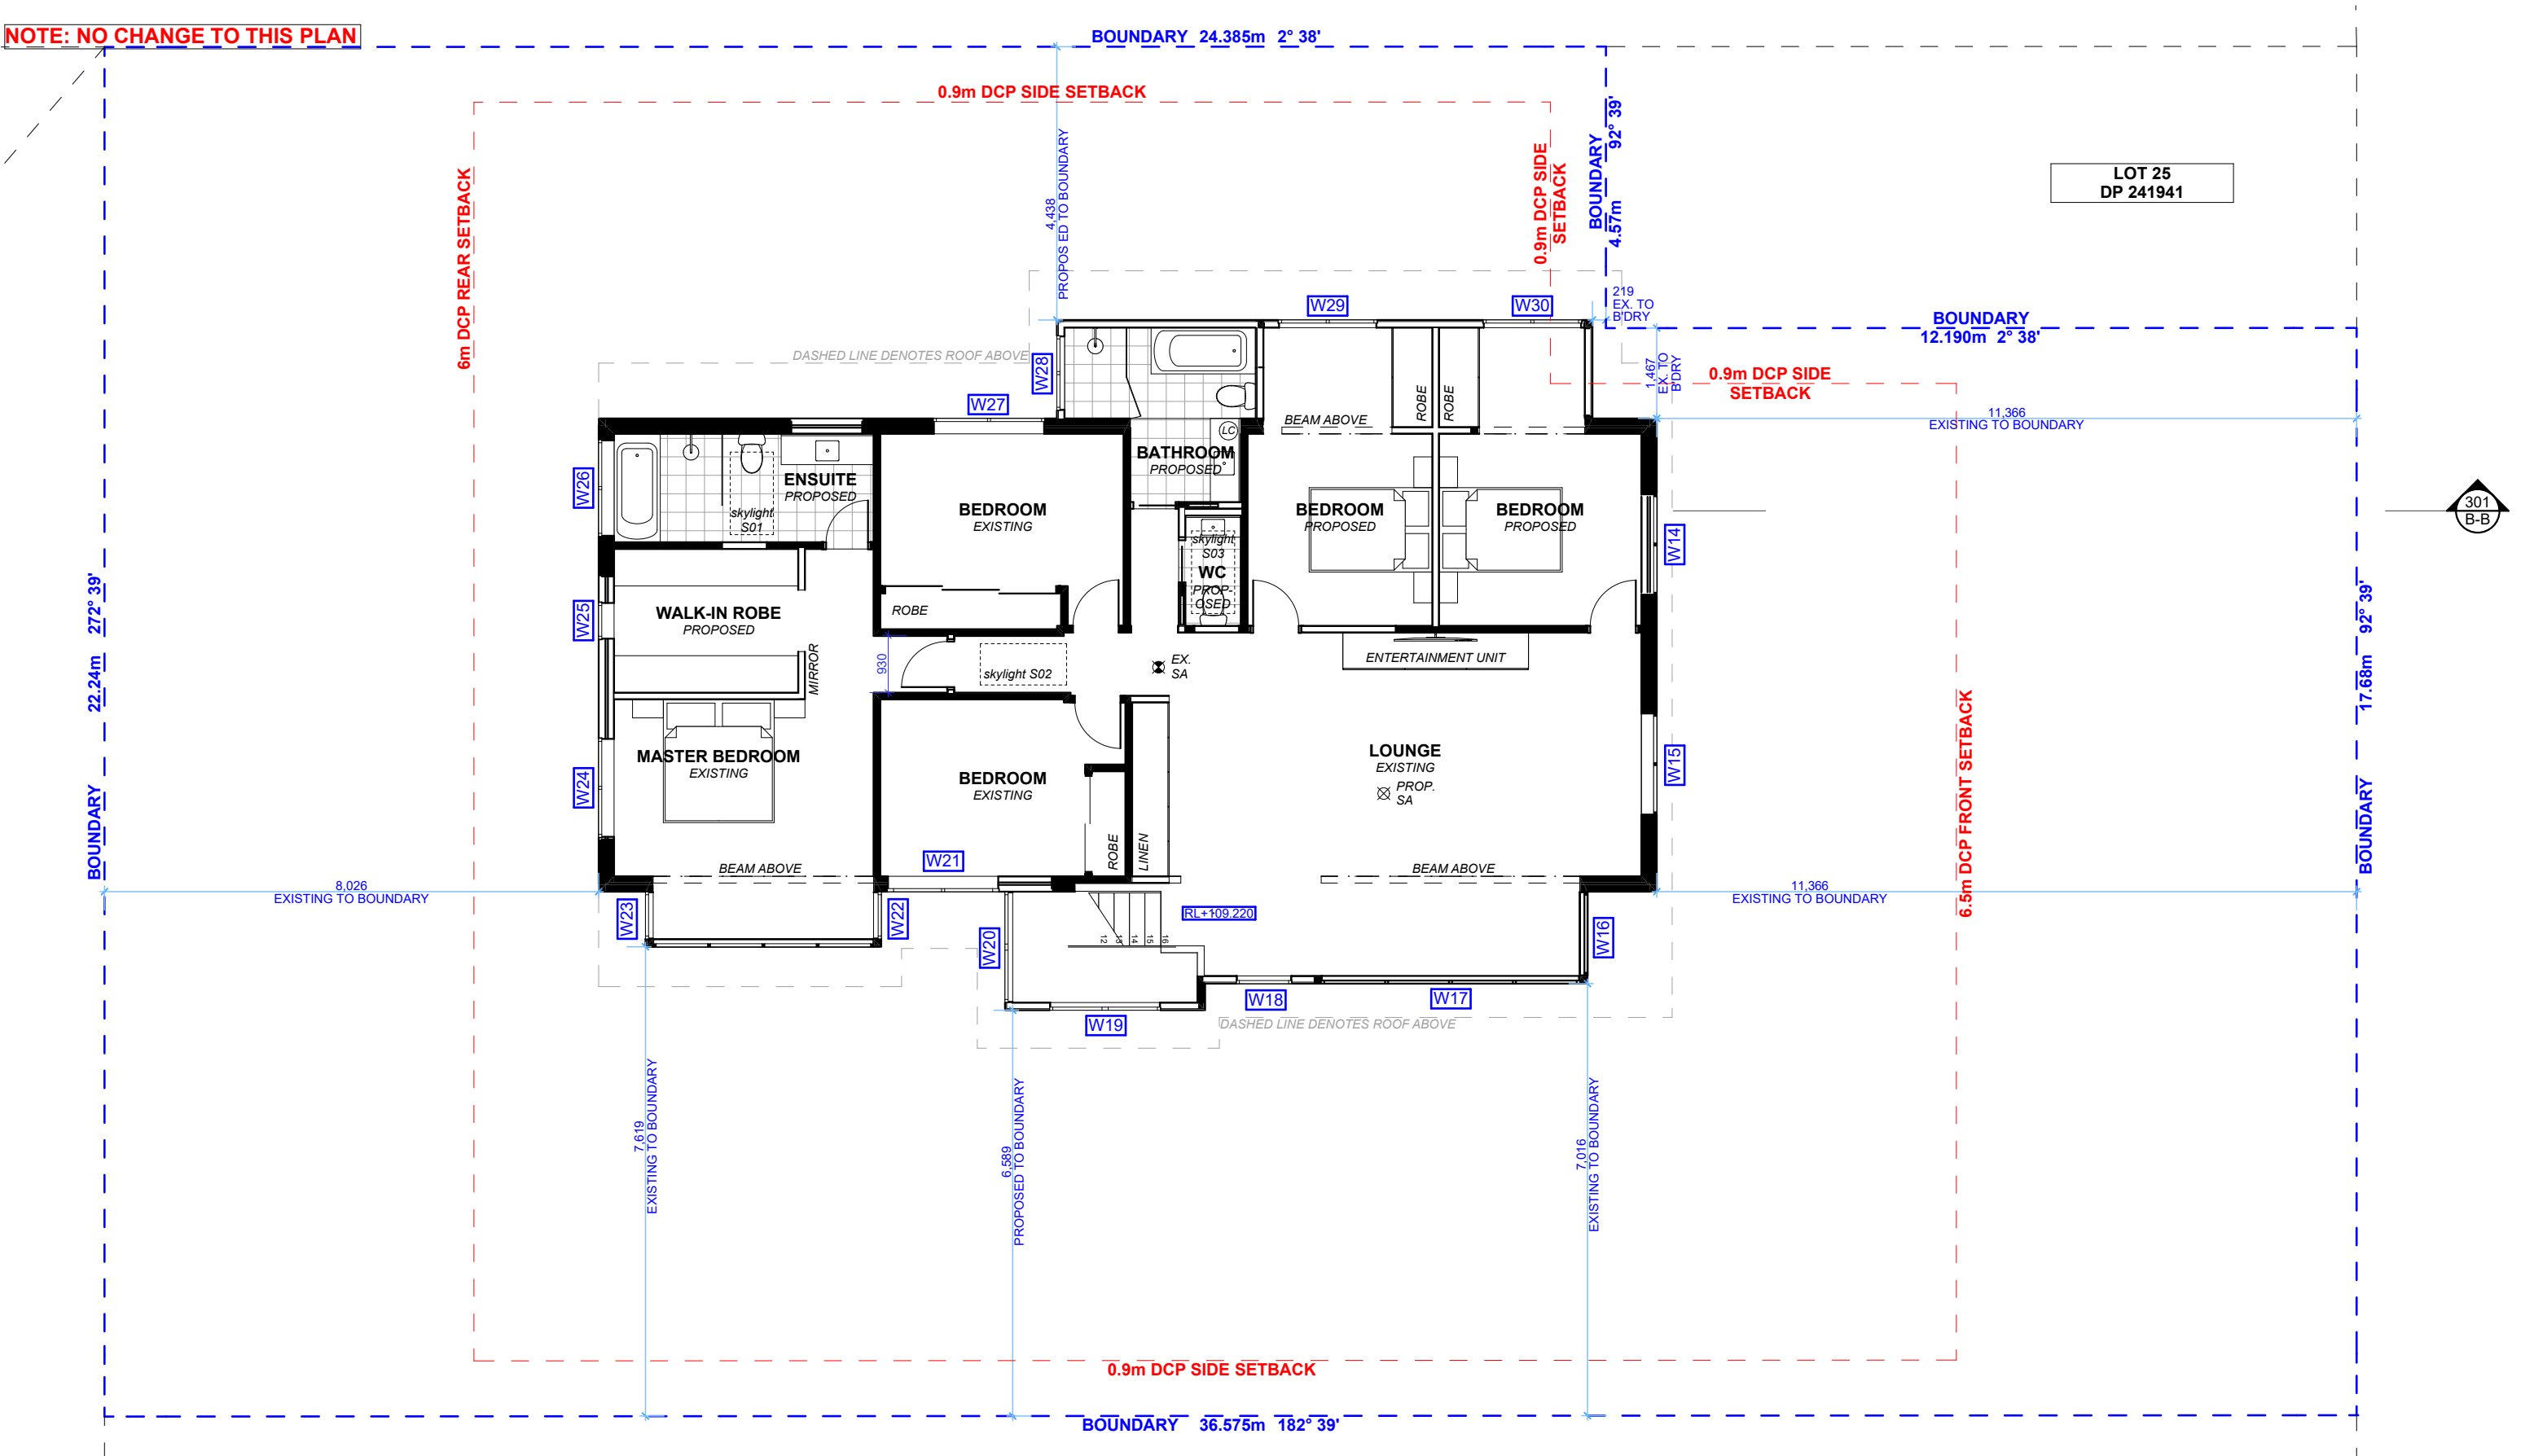 NOTE: NO CHANGE TO THIS PLAN
BOUNDARY 24.385m 2° 38'
0.9m DCP SIDE SETBACK
BOUNDARY
4.57m 92° 39'
0.9m DCP SIDE
SETBACK
LOT 25
DP 241941
6m DCP REAR SETBACK
4,438
PROPOS ED TO BOUNDARY
219
EX. TO
B'DRY
W29
W30
BOUNDARY
12.190m 2° 38'
DASHED LINE DENOTES ROOF ABOVE
W28
1,467
EX. TO
B'DRY
0.9m DCP SIDE
SETBACK
W27
ROBE
ROBE
BEAM ABOVE
11,366
EXISTING TO BOUNDARY
LC
BATHROOM
PROPOSED
W26
ENSUITE
PROPOSED
skylight
S01
BEDROOM
EXISTING
BEDROOM
PROPOSED
BEDROOM
PROPOSED
301
B-B
W14
skylight
S03
WC
PROP-
OSED
W25
WALK-IN ROBE
PROPOSED
ROBE
MIRROR
930
skylight S02
EX.
SA
ENTERTAINMENT UNIT
BOUNDARY 22.24m 272° 39'
BOUNDARY 17.68m 92° 39'
6.5m DCP FRONT SETBACK
W24
MASTER BEDROOM
EXISTING
BEDROOM
EXISTING
LOUNGE
EXISTING
PROP.
SA
W15
ROBE
LINEN
W21
BEAM ABOVE
BEAM ABOVE
8,026
EXISTING TO BOUNDARY
11,366
EXISTING TO BOUNDARY
W23
W22
RL+109.220
W20
12
13
14
15
16
W16
W18
W17
W19
DASHED LINE DENOTES ROOF ABOVE
7,619
EXISTING TO BOUNDARY
6,589
PROPOSED TO BOUNDARY
7,016
EXISTING TO BOUNDARY
0.9m DCP SIDE SETBACK
BOUNDARY 36.575m 182° 39'